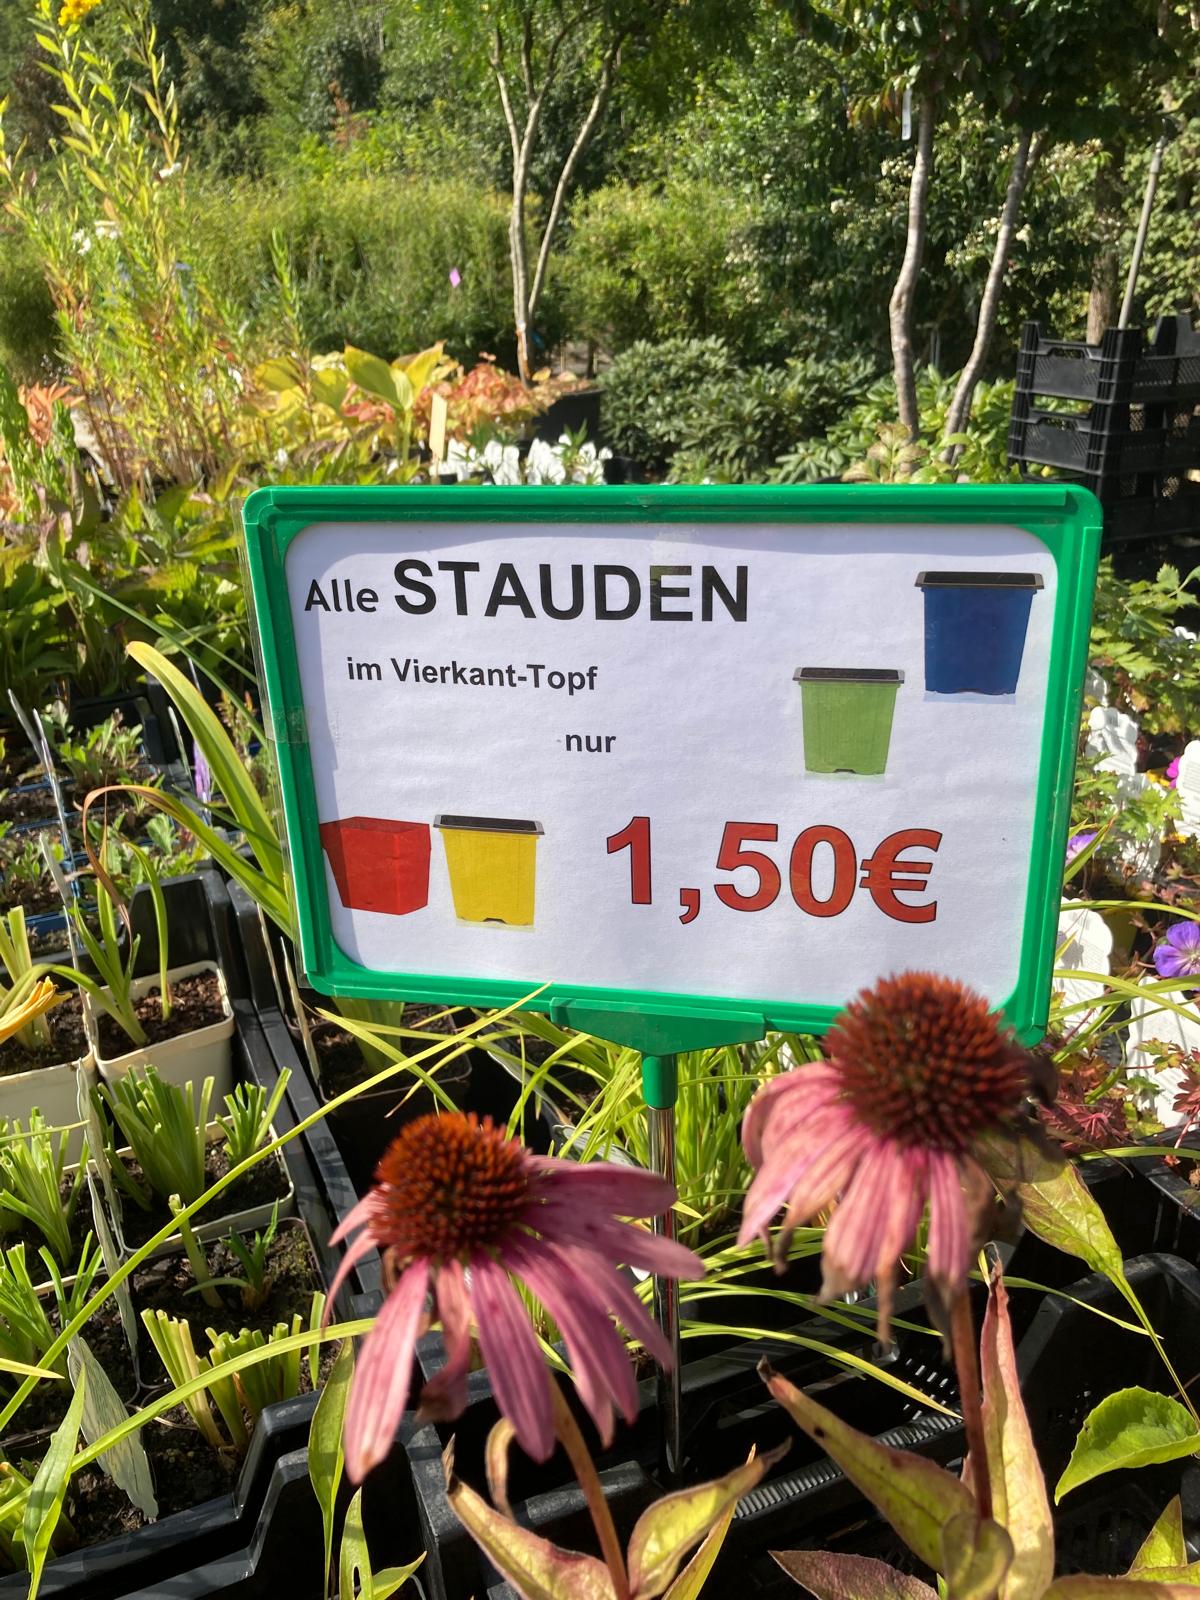 Alle STAUDEN
im Vierkant-Topf
nur
1,50€